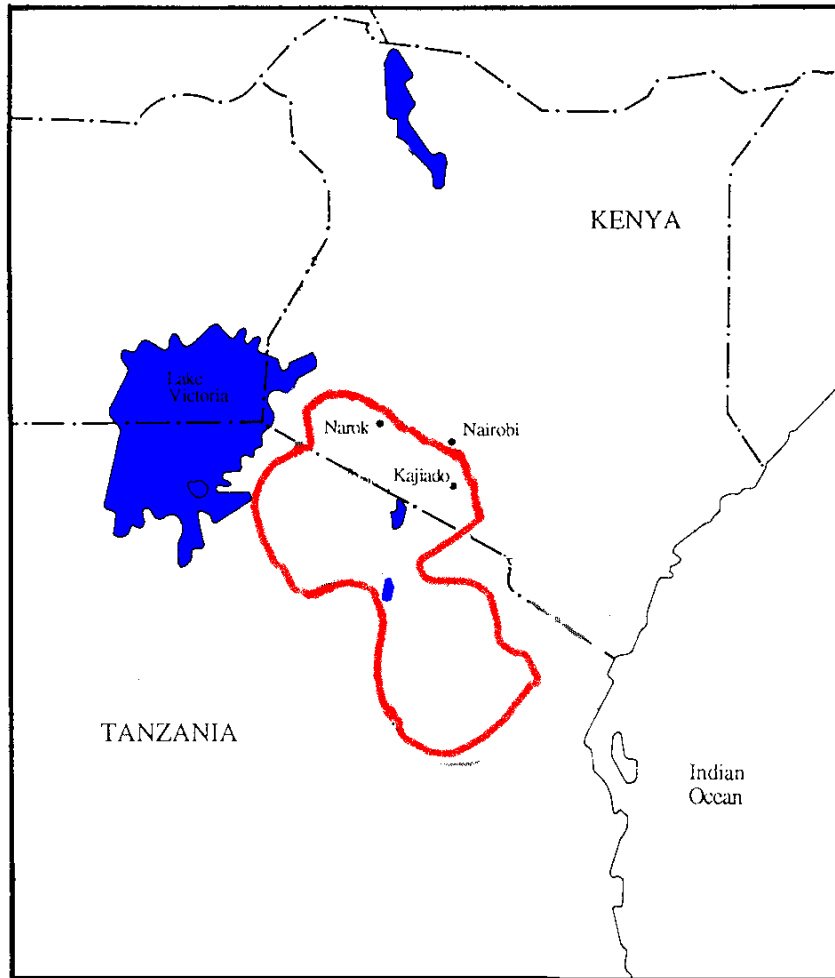 KENYA
Lake
Victoria
Narok
Nairobi
Kajiado
TANZANIA
Indian
Ocean